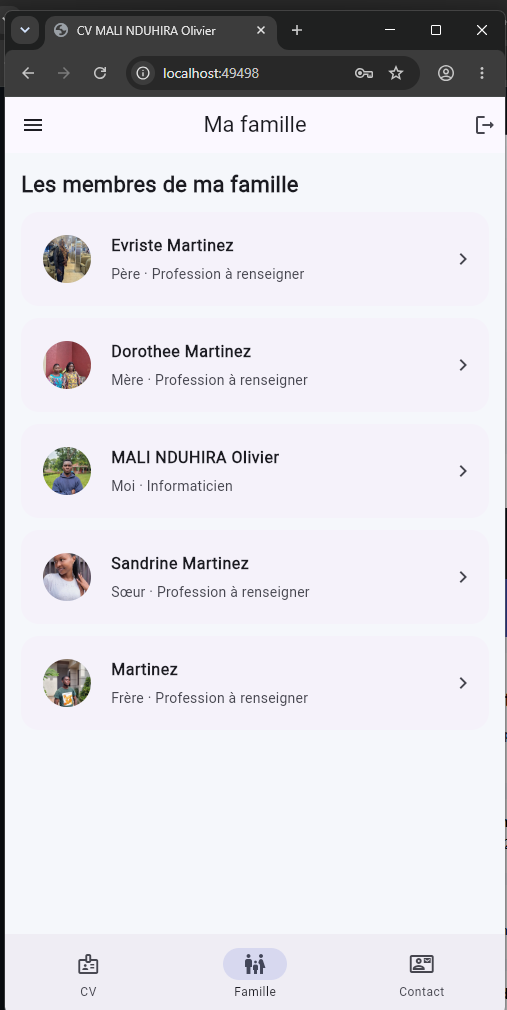 CV MALI NDUHIRA Olivier
localhost:49498
Ma famille
Les membres de ma famille
Evriste Martinez
Père · Profession à renseigner
Dorothee Martinez
Mère · Profession à renseigner
MALI NDUHIRA Olivier
Moi · Informaticien
Sandrine Martinez
Sœur · Profession à renseigner
Martinez
Frère · Profession à renseigner
CV
Famille
Contact